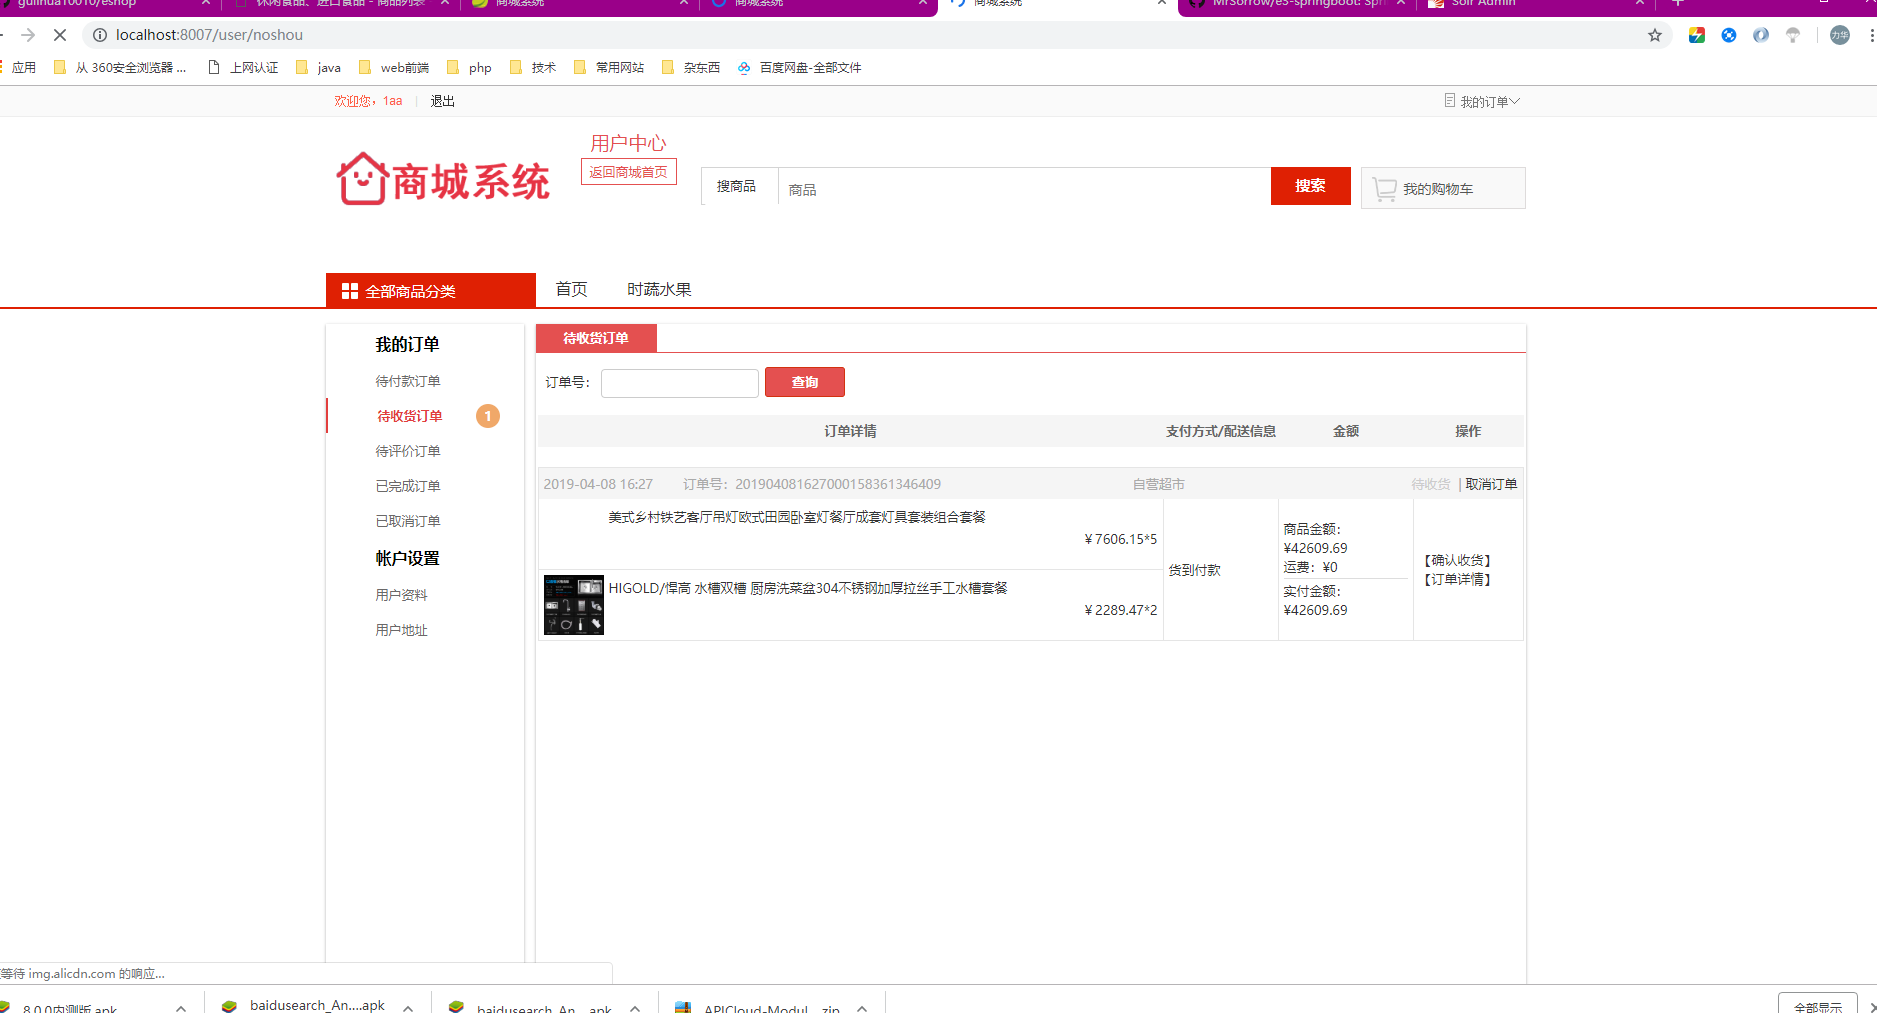 guilihua10010/eshop
休闲食品、进口食品 - 商品列表
商城系统
商城系统
商城系统
MrSorrow/e3-springboot: Spri
Solr Admin
localhost:8007/user/noshou
力华
应用
从 360安全浏览器 ...
上网认证
java
web前端
php
技术
常用网站
杂东西
百度网盘-全部文件
欢迎您，1aa
退出
我的订单
商城系统
用户中心
返回商城首页
搜商品
商品
搜索
我的购物车
全部商品分类
首页
时蔬水果
我的订单
待付款订单
待收货订单
1
待评价订单
已完成订单
已取消订单
帐户设置
用户资料
用户地址
待收货订单
订单号：
查询
订单详情
支付方式/配送信息
金额
操作
2019-04-08 16:27
订单号：2019040816270001583613​46409
自营超市
待收货
|取消订单
美式乡村铁艺客厅吊灯欧式田园卧室灯餐厅成套灯具套装组合套餐
￥7606.15*5
HIGOLD/悍高 水槽双槽 厨房洗菜盆304不锈钢加厚拉丝手工水槽套餐
￥2289.47*2
货到付款
商品金额：
¥42609.69
运费：¥0
实付金额：
¥42609.69
【确认收货】
【订单详情】
等待 img.alicdn.com 的响应...
8.0.0内测版.apk
baidusearch_An....apk
baidusearch_An....apk
APICloud-Modul....zip
全部显示